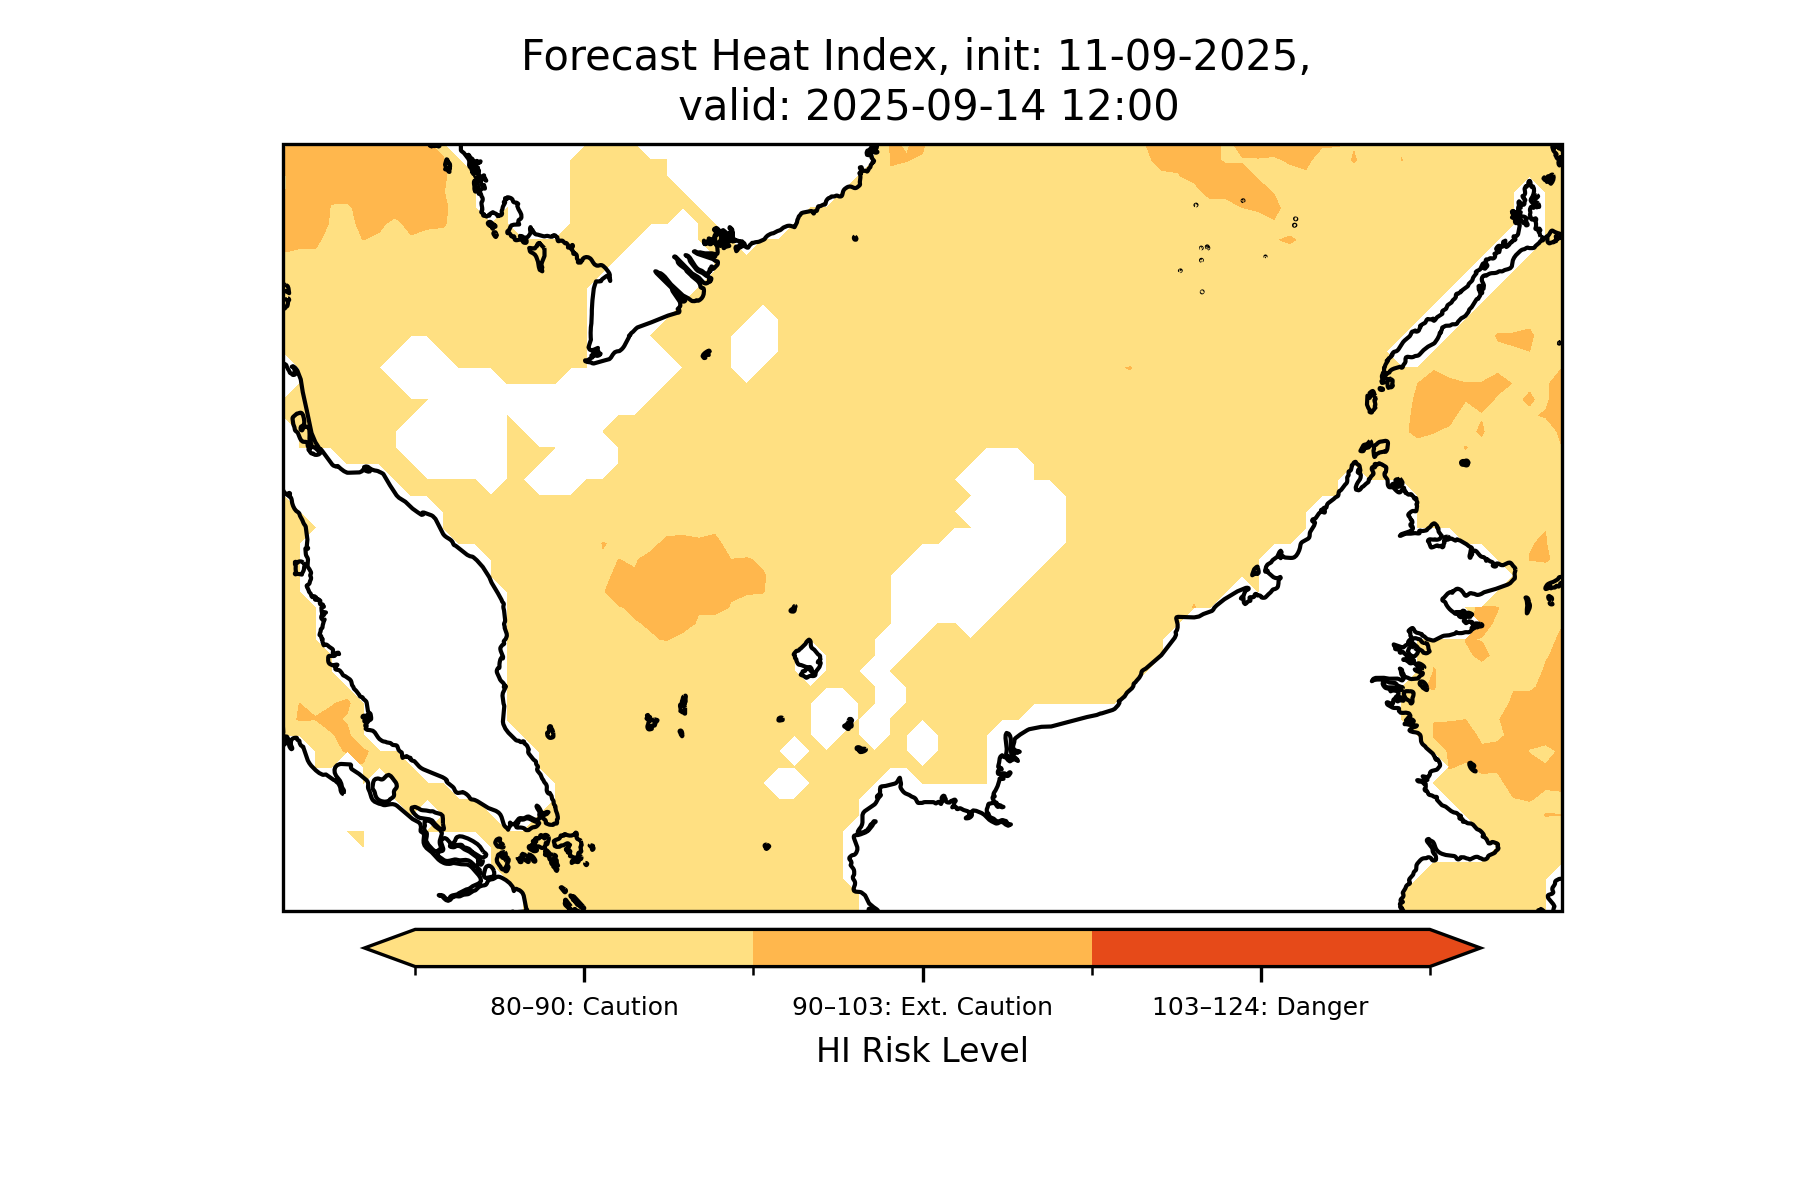 Forecast Heat Index, init: 11-09-2025,
valid: 2025-09-14 12:00
80–90: Caution
90–103: Ext. Caution
103–124: Danger
HI Risk Level